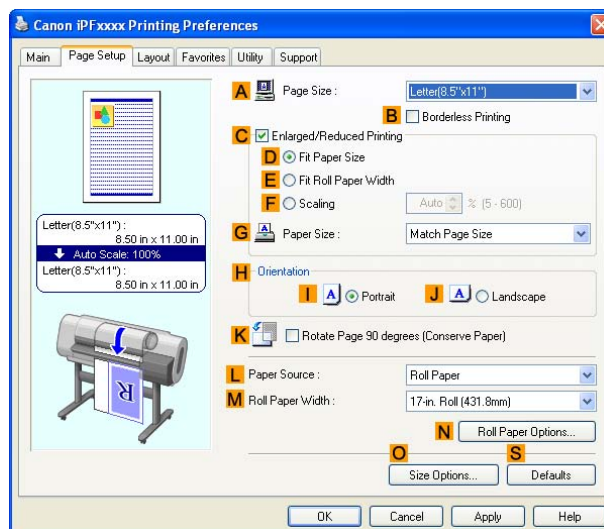 Canon iPFxxxx Printing Preferences
Main Page Setup Layout Favorites Utility Support
A Page Size : Letter(8.5"x11")
B Borderless Printing
C Enlarged/Reduced Printing
D Fit Paper Size
E Fit Roll Paper Width
F Scaling Auto % (5 - 600)
G A Paper Size : Match Page Size
Letter(8.5"x11") :
8.50 in x 11.00 in
Auto Scale: 100%
Letter(8.5"x11") :
8.50 in x 11.00 in
H Orientation
I A Portrait J A Landscape
K Rotate Page 90 degrees (Conserve Paper)
R
L Paper Source : Roll Paper
M Roll Paper Width : 17-in. Roll (431.8mm)
N Roll Paper Options...
O S
Size Options... Defaults
OK Cancel Apply Help